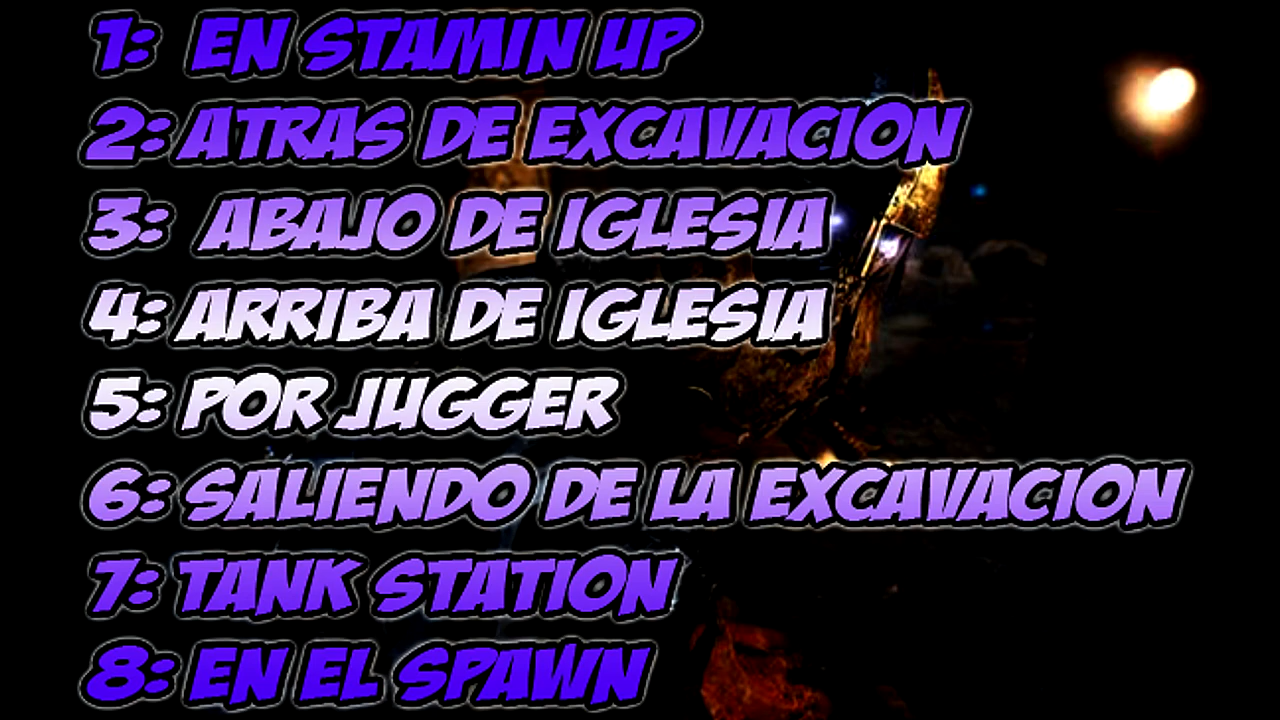 1: EN STAMIN UP
2: ATRAS DE EXCAVACION
3: ABAJO DE IGLESIA
4: ARRIBA DE IGLESIA
5: POR JUGGER
6: SALIENDO DE LA EXCAVACION
7: TANK STATION
8: EN EL SPAWN